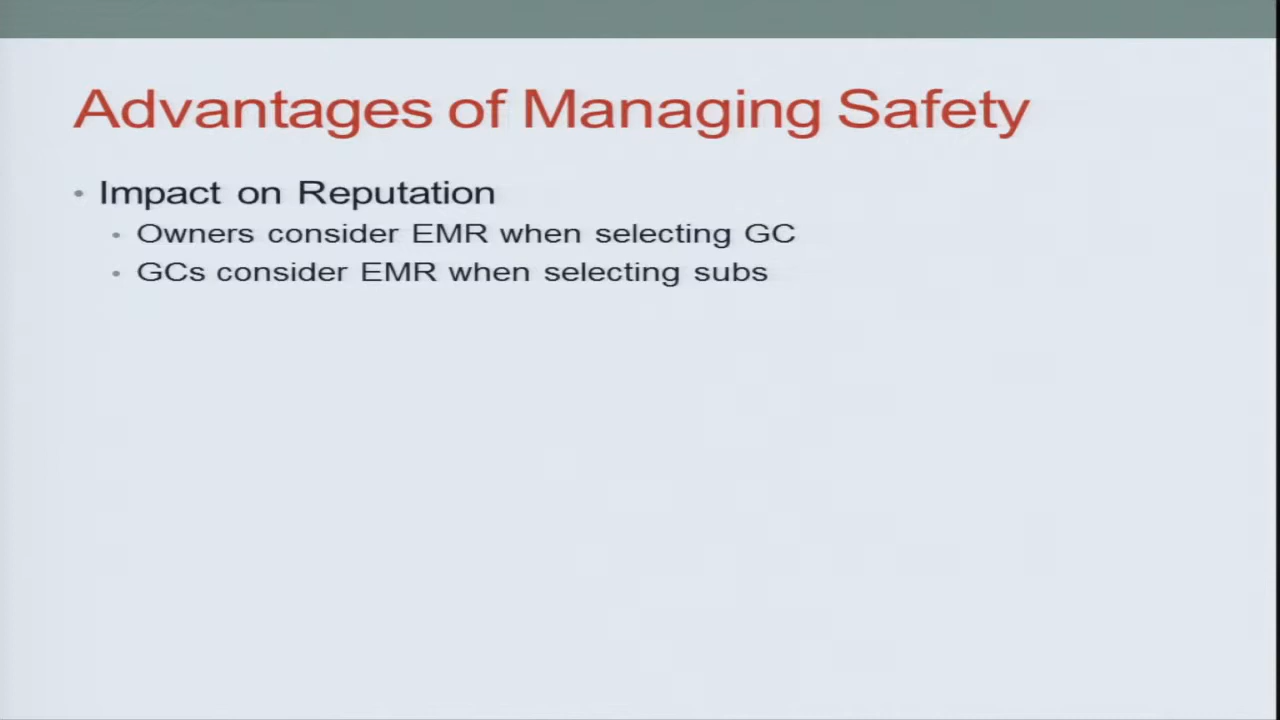 Advantages of Managing Safety
• Impact on Reputation
• Owners consider EMR when selecting GC
• GCs consider EMR when selecting subs